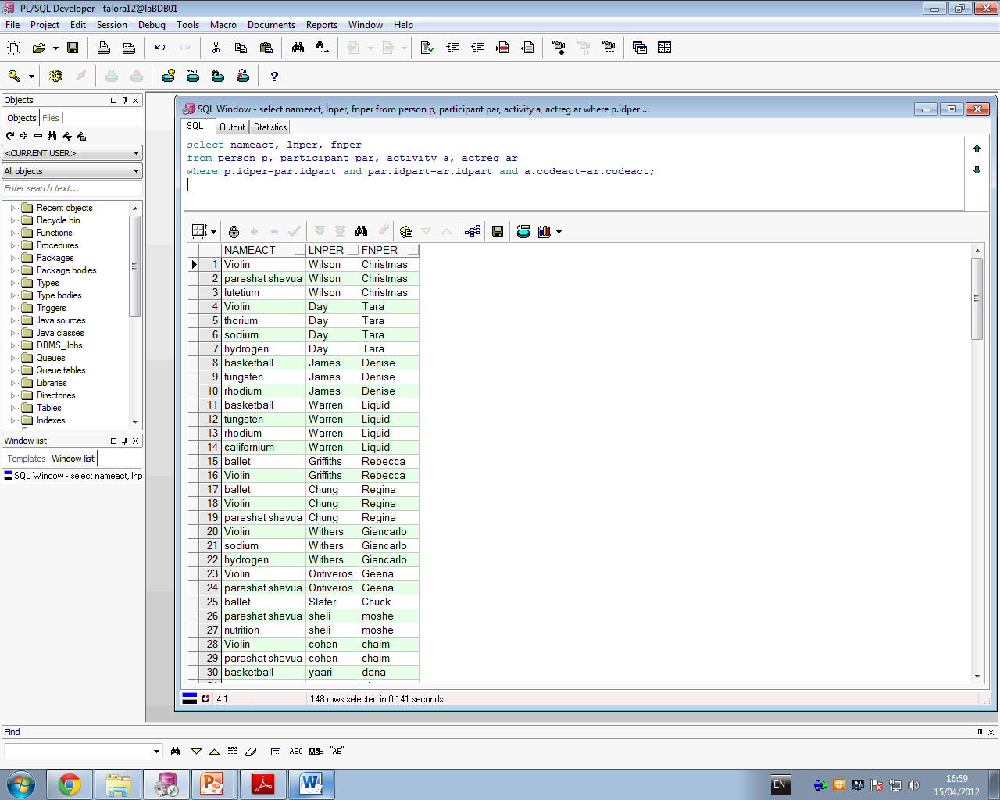 PL/SQL Developer - talora12@laBDB01
File Project Edit Session Debug Tools Macro Documents Reports Window Help
Objects
Objects Files
<CURRENT USER>
All objects
Enter search text...
Recent objects
Recycle bin
Functions
Procedures
Packages
Package bodies
Types
Type bodies
Triggers
Java sources
Java classes
DBMS_Jobs
Queues
Queue tables
Libraries
Directories
Tables
Indexes
Window list
Templates Window list
SQL Window - select nameact, lnp
SQL Window - select nameact, lnper, fnper from person p, participant par, activity a, actreg ar where p.idper ...
SQL Output Statistics
select nameact, lnper, fnper
from person p, participant par, activity a, actreg ar
where p.idper=par.idpart and par.idpart=ar.idpart and a.codeact=ar.codeact;
NAMEACT LNPER FNPER
1 Violin Wilson Christmas
2 parashat shavua Wilson Christmas
3 lutetium Wilson Christmas
4 Violin Day Tara
5 thorium Day Tara
6 sodium Day Tara
7 hydrogen Day Tara
8 basketball James Denise
9 tungsten James Denise
10 rhodium James Denise
11 basketball Warren Liquid
12 tungsten Warren Liquid
13 rhodium Warren Liquid
14 californium Warren Liquid
15 ballet Griffiths Rebecca
16 Violin Griffiths Rebecca
17 ballet Chung Regina
18 Violin Chung Regina
19 parashat shavua Chung Regina
20 Violin Withers Giancarlo
21 sodium Withers Giancarlo
22 hydrogen Withers Giancarlo
23 Violin Ontiveros Geena
24 parashat shavua Ontiveros Geena
25 ballet Slater Chuck
26 parashat shavua sheli moshe
27 nutrition sheli moshe
28 Violin cohen chaim
29 parashat shavua cohen chaim
30 basketball yaari dana
4:1 148 rows selected in 0.141 seconds
Find
ABC "AB"
EN
16:59
15/04/2012